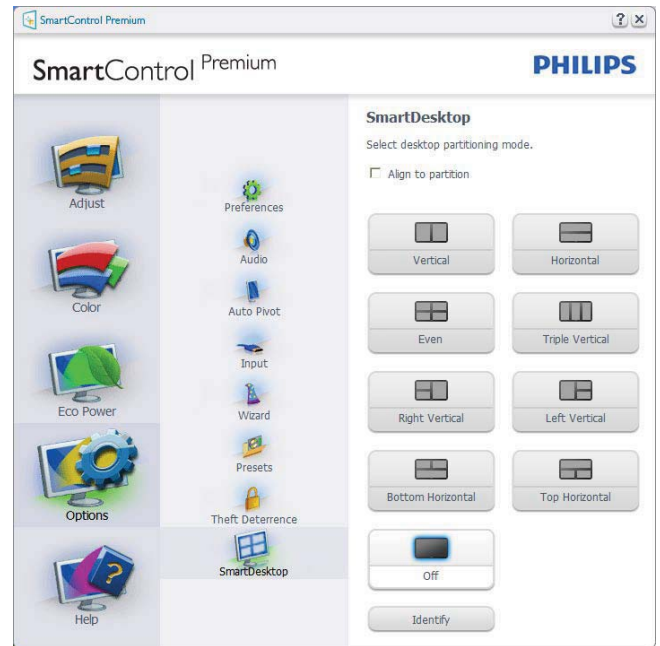 SmartControl Premium
SmartControl Premium
PHILIPS
Adjust
Color
Eco Power
Options
Help
Preferences
Audio
Auto Pivot
Input
Wizard
Presets
Theft Deterrence
SmartDesktop
SmartDesktop
Select desktop partitioning mode.
Align to partition
Vertical
Horizontal
Even
Triple Vertical
Right Vertical
Left Vertical
Bottom Horizontal
Top Horizontal
Off
Identify